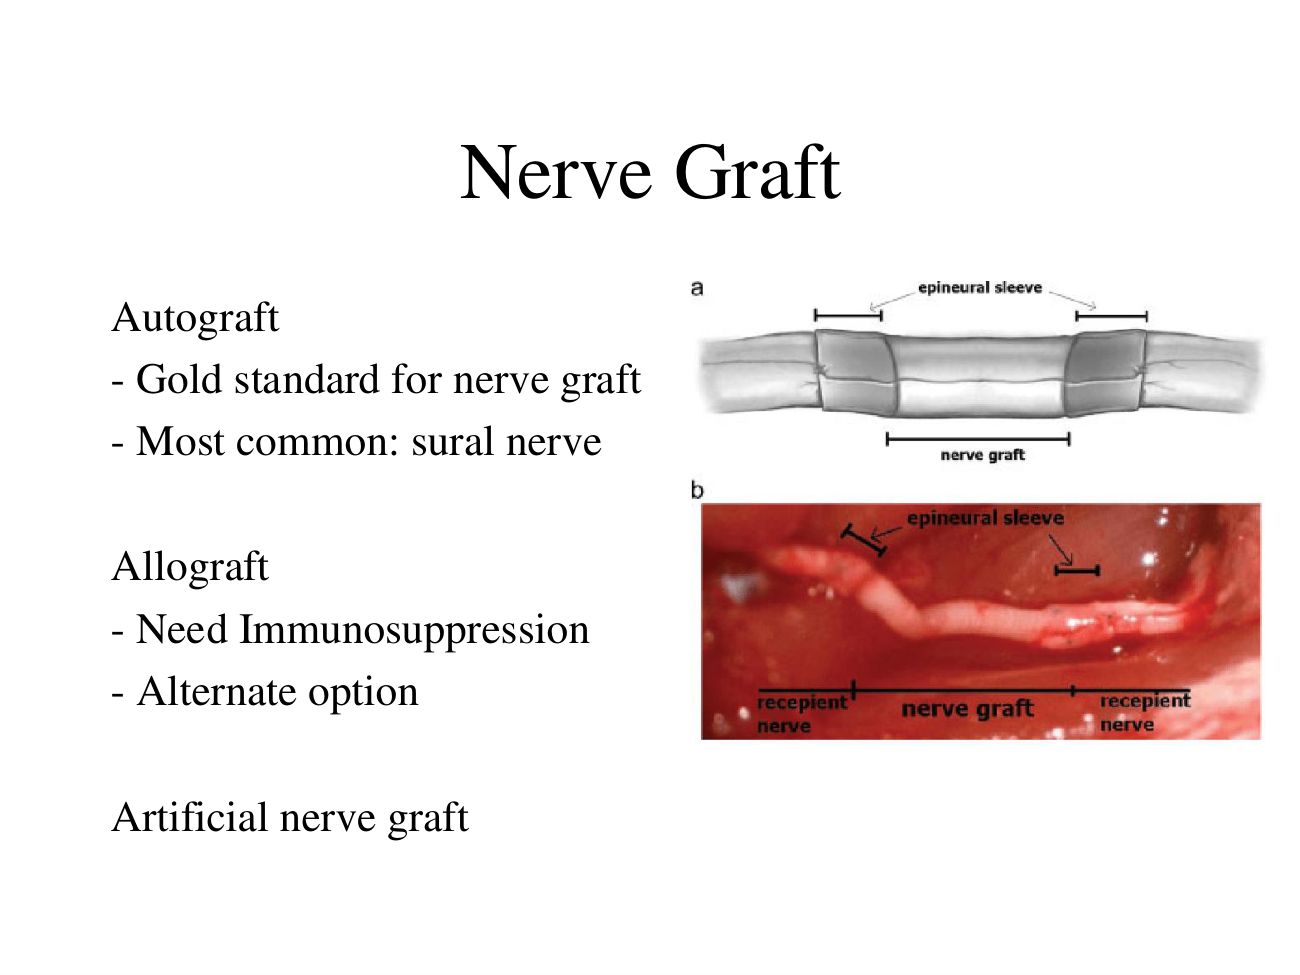 Nerve Graft
Autograft
- Gold standard for nerve graft
- Most common: sural nerve
Allograft
- Need Immunosuppression
- Alternate option
Artificial nerve graft
a
epineural sleeve
nerve graft
b
epineural sleeve
recepient
nerve
nerve graft
recepient
nerve